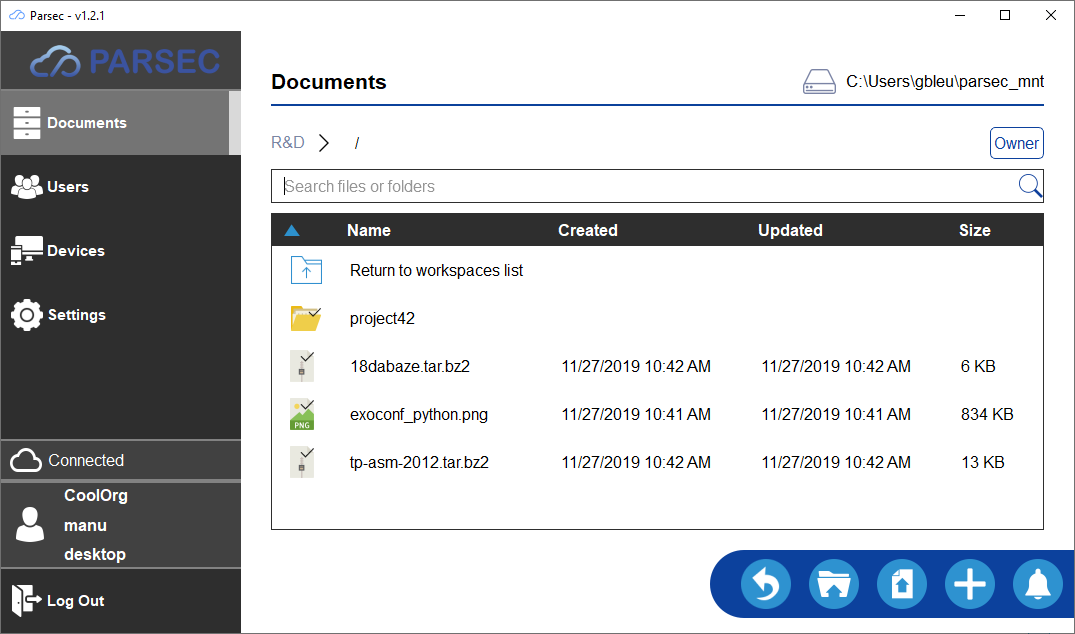 Parsec - v1.2.1
PARSEC
Documents
Users
Devices
Settings
Connected
CoolOrg
manu
desktop
Log Out
Documents
C:\Users\gbleu\parsec_mnt
R&D > /
Owner
Search files or folders
Name Created Updated Size
Return to workspaces list
project42
18dabaze.tar.bz2 11/27/2019 10:42 AM 11/27/2019 10:42 AM 6 KB
PNG exoconf_python.png 11/27/2019 10:41 AM 11/27/2019 10:41 AM 834 KB
tp-asm-2012.tar.bz2 11/27/2019 10:42 AM 11/27/2019 10:42 AM 13 KB